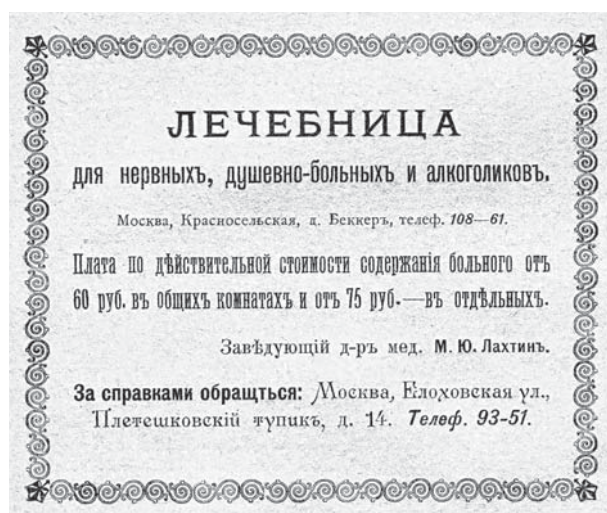 ЛЕЧЕБНИЦА
для нервныхъ, душевно-больныхъ и алкоголиковъ.
Москва, Красносельская, д. Беккеръ, телеф. 108—61.
Плата по дѣйствительной стоимости содержанія больного отъ
60 руб. въ общихъ комнатахъ и отъ 75 руб.—въ отдѣльныхъ.
Завѣдующій д-ръ мед. М. Ю. Лахтинъ.
За справками обращться: Москва, Елоховская ул.,
Плетешковскій тупикъ, д. 14. Телеф. 93-51.